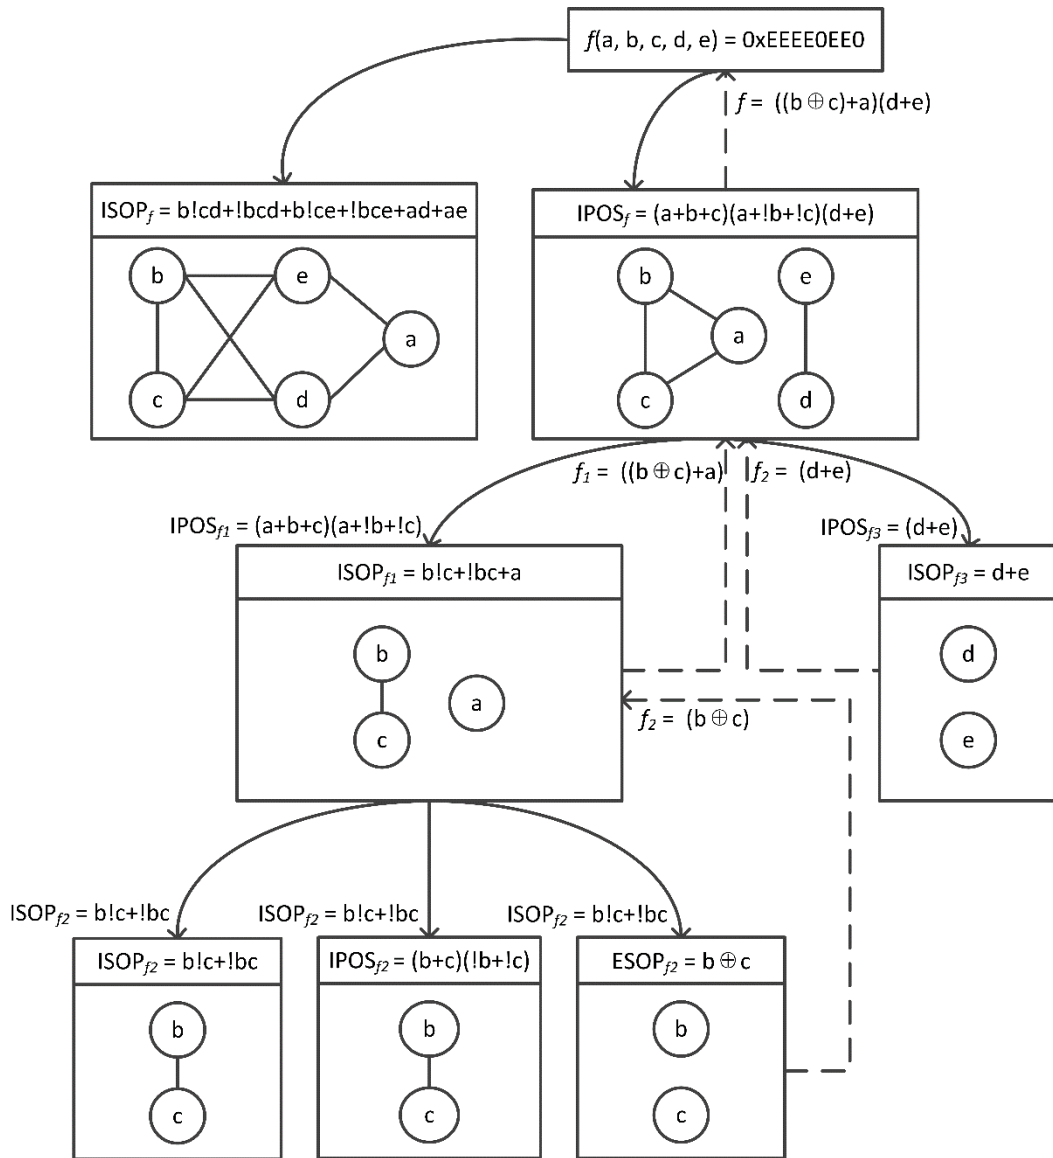 f(a, b, c, d, e) = 0xEEEE0EE0
f = ((b ⊕ c)+a)(d+e)
ISOPf = b!cd+!bcd+b!ce+!bce+ad+ae
b
e
a
c
d
IPOSf = (a+b+c)(a+!b+!c)(d+e)
b
e
a
c
d
f1 = ((b ⊕ c)+a)
f2 = (d+e)
IPOSf1 = (a+b+c)(a+!b+!c)
IPOSf3 = (d+e)
ISOPf1 = b!c+!bc+a
b
a
c
ISOPf3 = d+e
d
e
f2 = (b ⊕ c)
ISOPf2 = b!c+!bc
ISOPf2 = b!c+!bc
ISOPf2 = b!c+!bc
ISOPf2 = b!c+!bc
b
c
IPOSf2 = (b+c)(!b+!c)
b
c
ESOPf2 = b ⊕ c
b
c